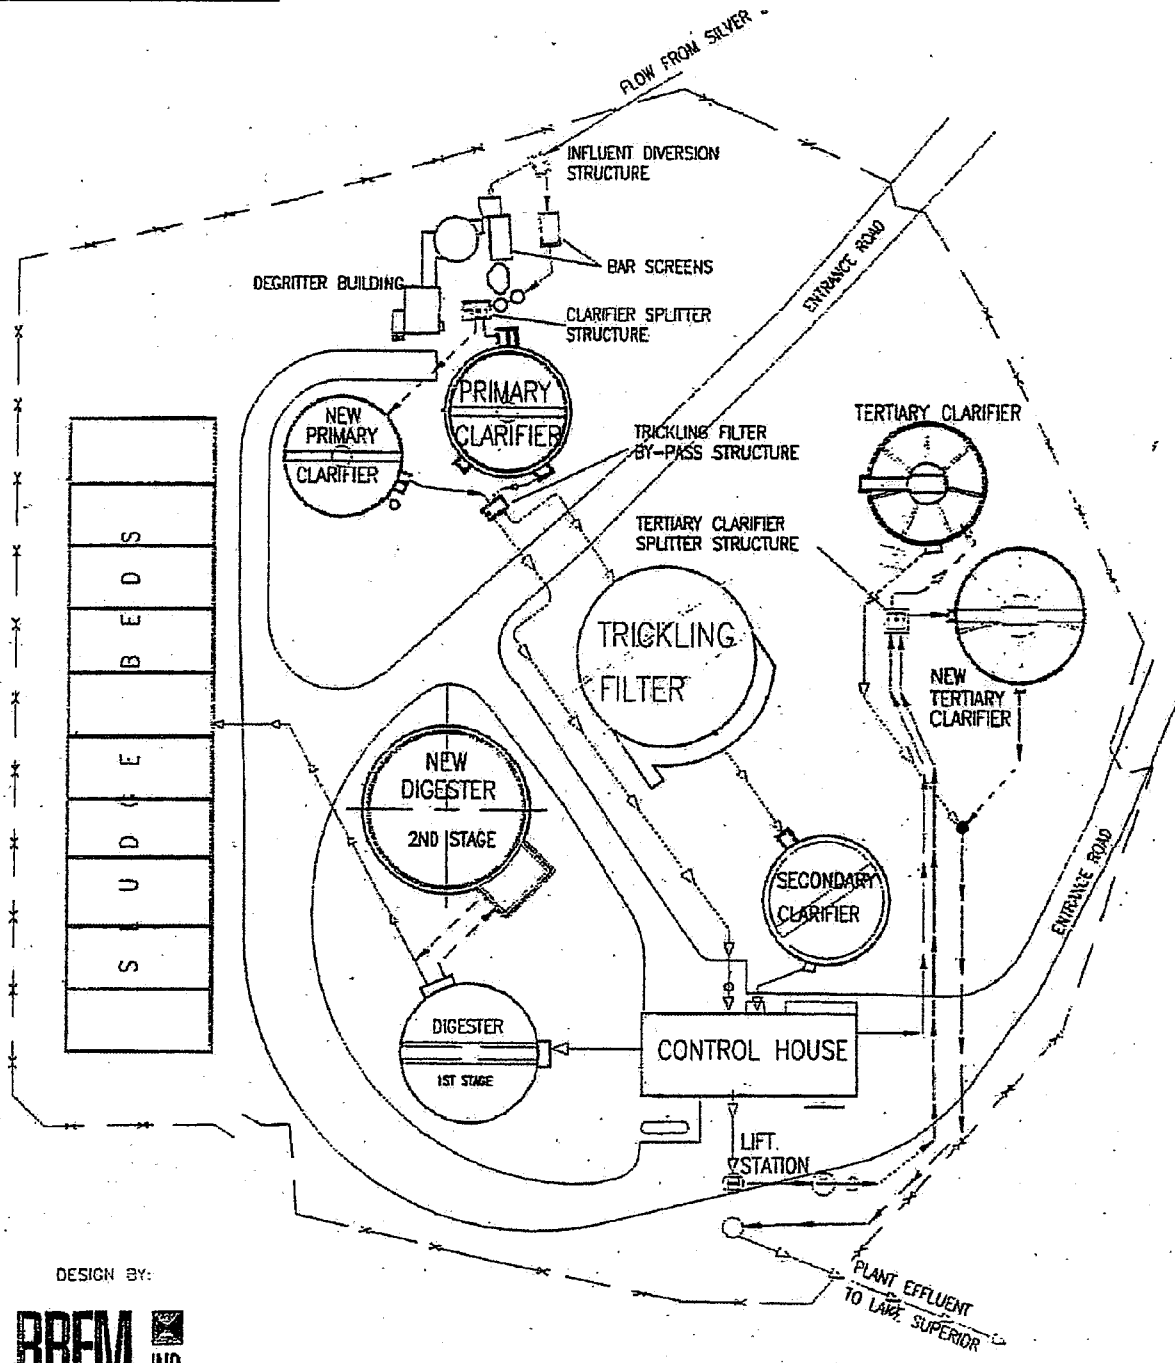 FLOW FROM SILVER
INFLUENT DIVERSION
STRUCTURE
BAR SCREENS
DEGRITTER BUILDING
CLARIFIER SPLITTER
STRUCTURE
ENTRANCE ROAD
PRIMARY
CLARIFIER
NEW
PRIMARY
CLARIFIER
TRICKLING FILTER
BY-PASS STRUCTURE
TERTIARY CLARIFIER
TERTIARY CLARIFIER
SPLITTER STRUCTURE
SLUDGE BEDS
TRICKLING
FILTER
NEW
TERTIARY
CLARIFIER
NEW
DIGESTER
2ND STAGE
SECONDARY
CLARIFIER
ENTRANCE ROAD
DIGESTER
1ST STAGE
CONTROL HOUSE
LIFT
STATION
PLANT EFFLUENT
TO LAKE SUPERIOR
DESIGN BY: